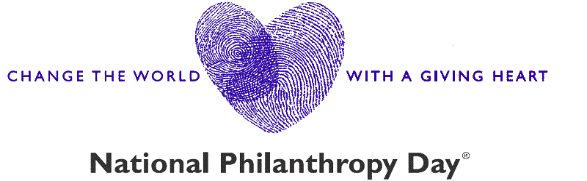 CHANGE THE WORLD WITH A GIVING HEART
National Philanthropy Day®